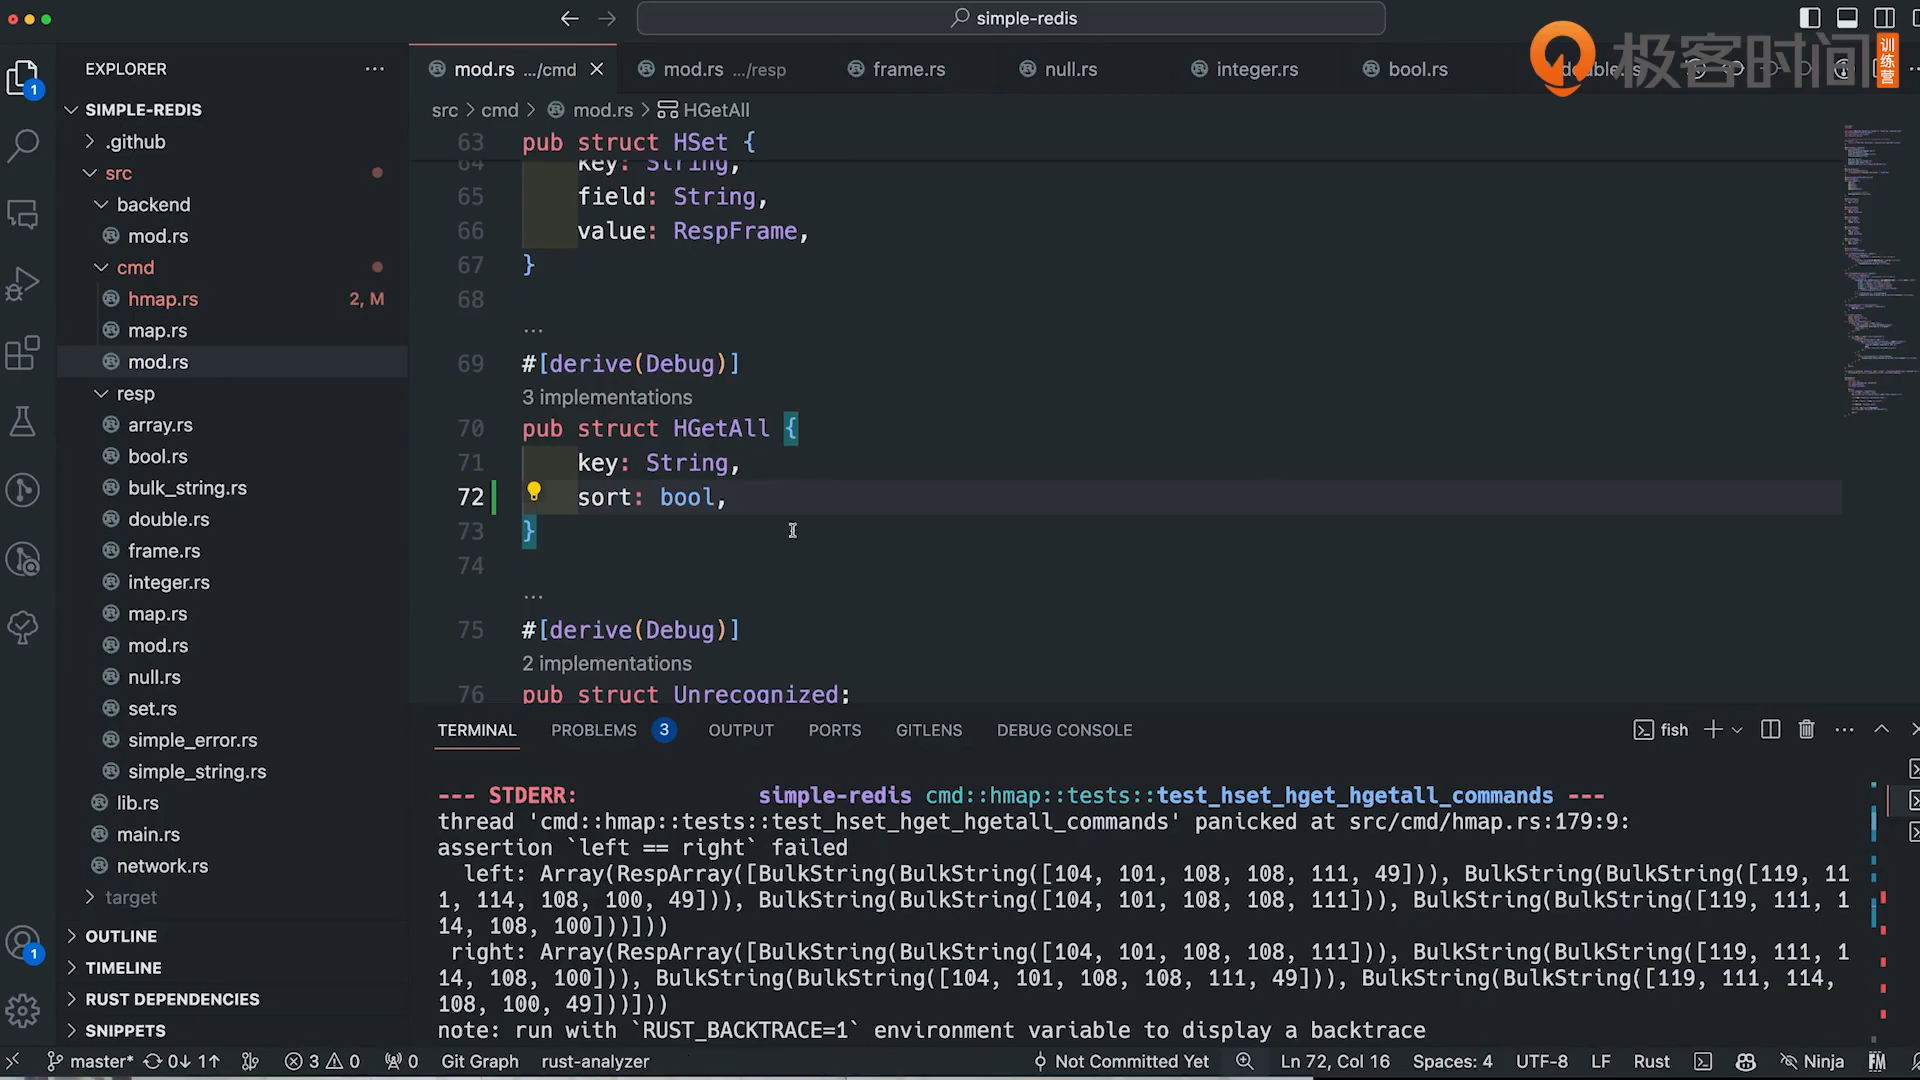 simple-redis
极客时间 训练营
EXPLORER
mod.rs .../cmd
mod.rs .../resp
frame.rs
null.rs
integer.rs
bool.rs
double.rs
src > cmd > mod.rs > HGetAll
1
SIMPLE-REDIS
.github
src
backend
mod.rs
cmd
hmap.rs 2, M
map.rs
mod.rs
resp
array.rs
bool.rs
bulk_string.rs
double.rs
frame.rs
integer.rs
map.rs
mod.rs
null.rs
set.rs
simple_error.rs
simple_string.rs
lib.rs
main.rs
network.rs
target
OUTLINE
TIMELINE
RUST DEPENDENCIES
SNIPPETS
1
63 pub struct HSet {
64 key: String,
65 field: String,
66 value: RespFrame,
67 }
68
...
69 #[derive(Debug)]
3 implementations
70 pub struct HGetAll {
71 key: String,
72 sort: bool,
73 }
74
...
75 #[derive(Debug)]
2 implementations
76 pub struct Unrecognized;
TERMINAL PROBLEMS 3 OUTPUT PORTS GITLENS DEBUG CONSOLE fish
--- STDERR: simple-redis cmd::hmap::tests::test_hset_hget_hgetall_commands ---
thread 'cmd::hmap::tests::test_hset_hget_hgetall_commands' panicked at src/cmd/hmap.rs:179:9:
assertion `left == right` failed
left: Array(RespArray([BulkString(BulkString([104, 101, 108, 108, 111, 49])), BulkString(BulkString([119, 11
1, 114, 108, 100, 49])), BulkString(BulkString([104, 101, 108, 108, 111])), BulkString(BulkString([119, 111, 1
14, 108, 100]))]))
right: Array(RespArray([BulkString(BulkString([104, 101, 108, 108, 111])), BulkString(BulkString([119, 111, 1
14, 108, 100])), BulkString(BulkString([104, 101, 108, 108, 111, 49])), BulkString(BulkString([119, 111, 114,
108, 100, 49]))]))
note: run with `RUST_BACKTRACE=1` environment variable to display a backtrace
master* 0↓ 1↑ 3 0 0 Git Graph rust-analyzer Not Committed Yet Ln 72, Col 16 Spaces: 4 UTF-8 LF Rust Ninja FM